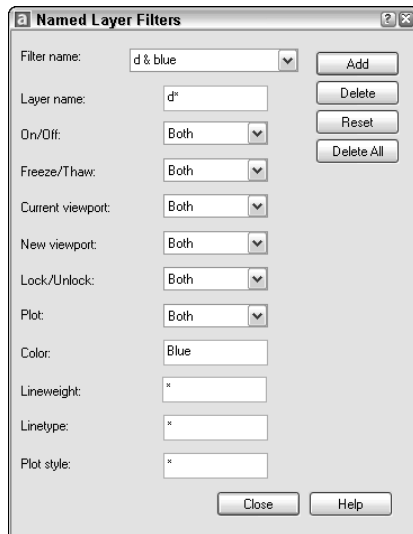 a Named Layer Filters ? X
Filter name: d & blue Add
Layer name: d* Delete
On/Off: Both Reset
Freeze/Thaw: Both Delete All
Current viewport: Both
New viewport: Both
Lock/Unlock: Both
Plot: Both
Color: Blue
Lineweight: *
Linetype: *
Plot style: *
Close Help